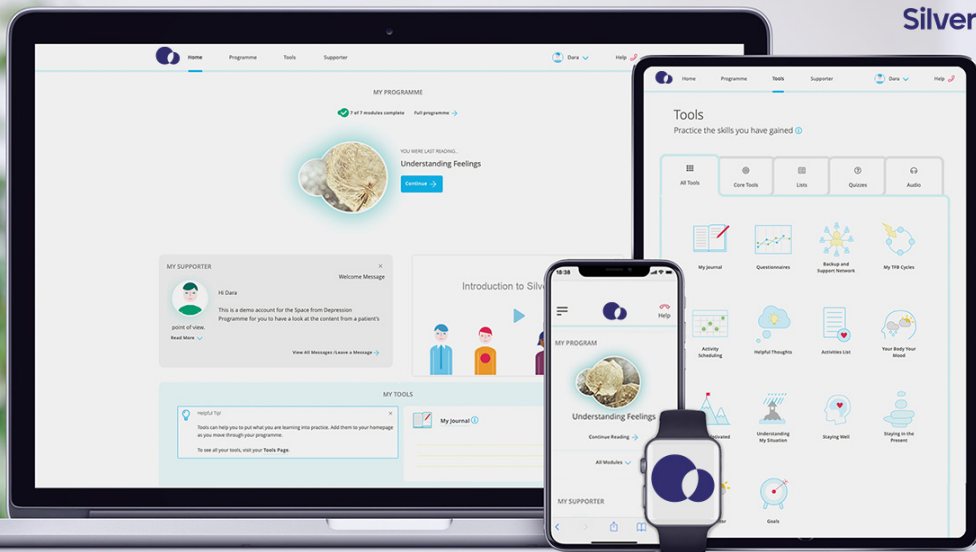 Silver
Home
Programme
Tools
Supporter
Dara
Help
MY PROGRAMME
7 of 7 modules complete
Full programme
YOU WERE LAST READING...
Understanding Feelings
Continue
MY SUPPORTER
Welcome Message
Hi Dara
This is a demo account for the Space from Depression
Programme for you to have a look at the content from a patient's
point of view.
Read More
View All Messages /Leave a Message
Introduction to Silv
MY TOOLS
Helpful Tip!
Tools can help you to put what you are learning into practice. Add them to your homepage
as you move through your programme.
To see all your tools, visit your Tools Page.
My Journal
Home
Programme
Tools
Supporter
Dara
Help
Tools
Practice the skills you have gained
All Tools
Core Tools
Lists
Quizzes
Audio
My Journal
Questionnaires
Backup and
Support Network
My TFB Cycles
Activity
Scheduling
Helpful Thoughts
Activities List
Your Body Your
Mood
tivated
Understanding
My Situation
Staying Well
Staying in the
Present
Goals
18:38
Help
MY PROGRAM
Understanding Feelings
Continue Reading
All Modules
MY SUPPORTER